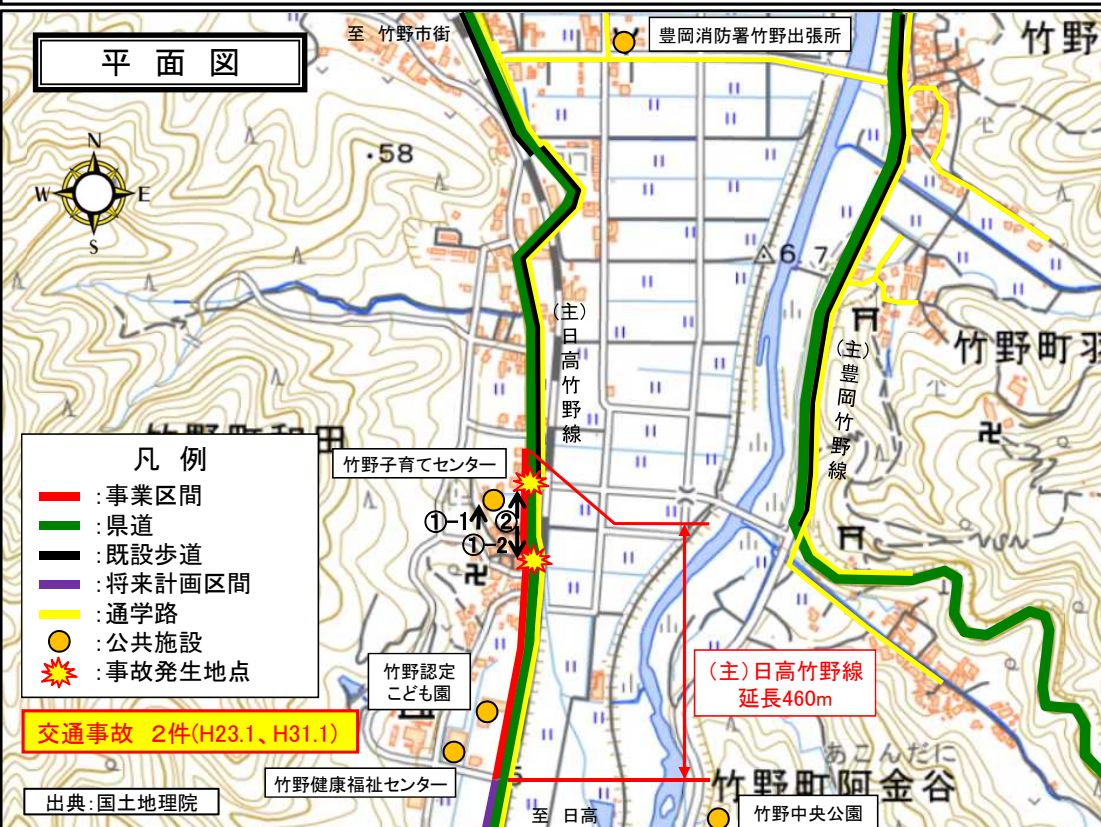 平面図
至 竹野市街
豊岡消防署竹野出張所
竹野
N
W E
S
・58
6.7
(主)日高竹野線
(主)豊岡竹野線
竹野町羽
凡 例
:事業区間
:県道
:既設歩道
:将来計画区間
:通学路
:公共施設
:事故発生地点
竹野子育てセンター
①-1
②
①-2
竹野認定
こども園
(主)日高竹野線
延長460m
交通事故 2件(H23.1、H31.1)
竹野健康福祉センター
あこんだに
竹野町阿金谷
出典:国土地理院
至 日高
竹野中央公園